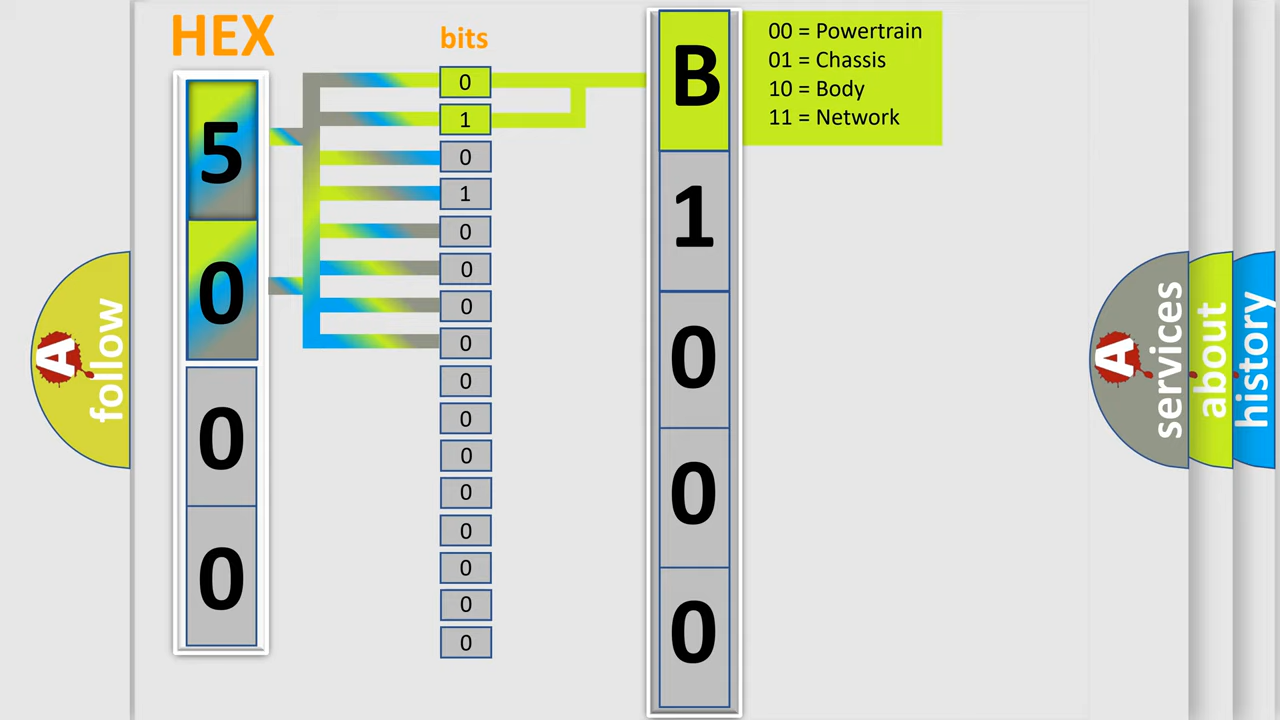 HEX
bits
5
0
0
0
0
1
0
1
0
0
0
0
0
0
0
0
0
0
0
0
B
1
0
0
0
00 = Powertrain
01 = Chassis
10 = Body
11 = Network
A
follow
A
services
about
history